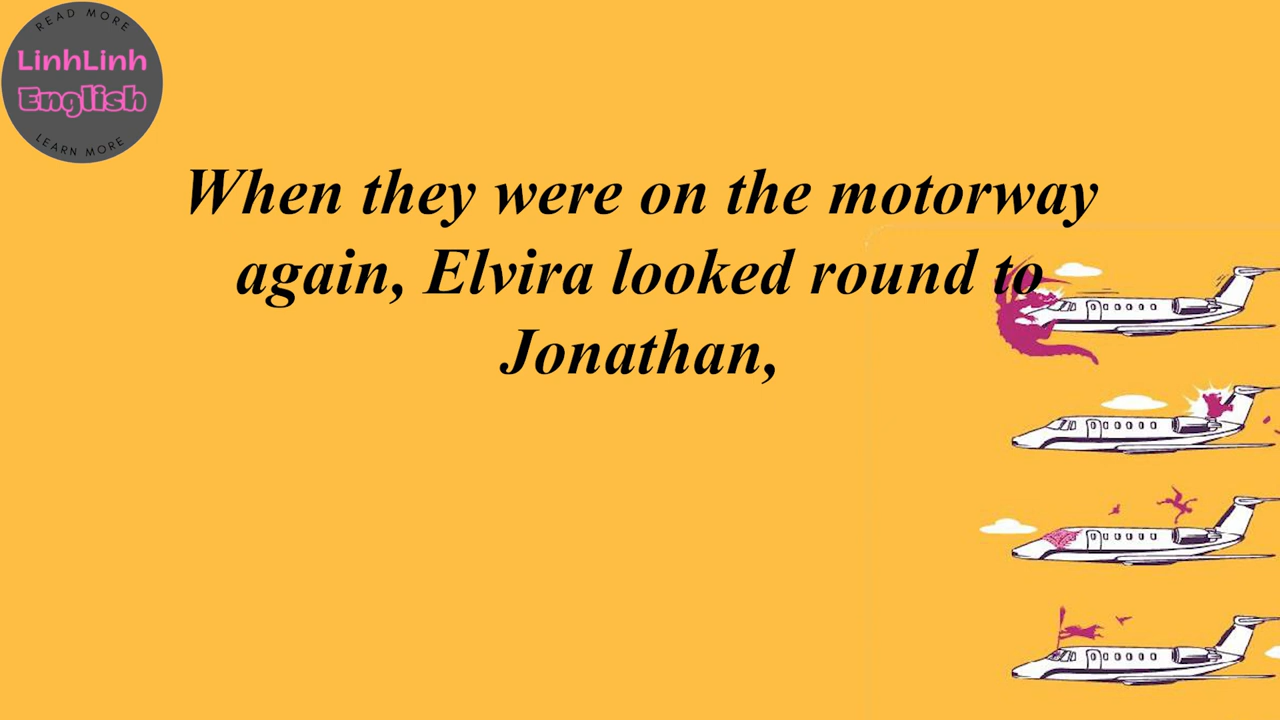 READ MORE
LinhLinh
English
LEARN MORE
When they were on the motorway
again, Elvira looked round to
Jonathan,